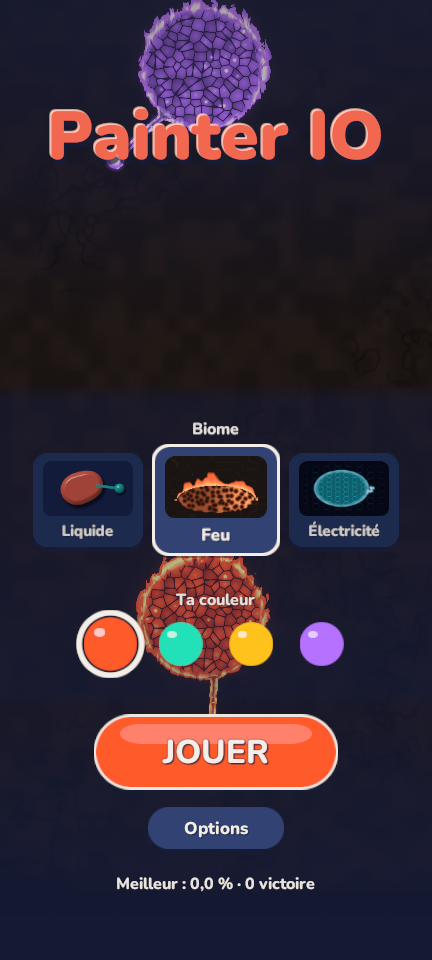 Painter IO
Biome
Liquide
Feu
Électricité
Ta couleur
JOUER
Options
Meilleur : 0,0 % · 0 victoire